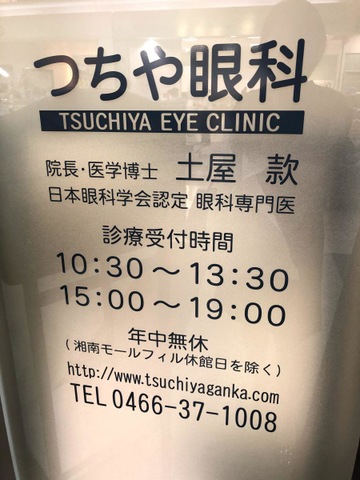 つちや眼科
TSUCHIYA EYE CLINIC
院長・医学博士 土屋 款
日本眼科学会認定 眼科専門医
診療受付時間
10:30～13:30
15:00～19:00
年中無休
(湘南モールフィル休館日を除く)
http://www.tsuchiyaganka.com
TEL 0466-37-1008